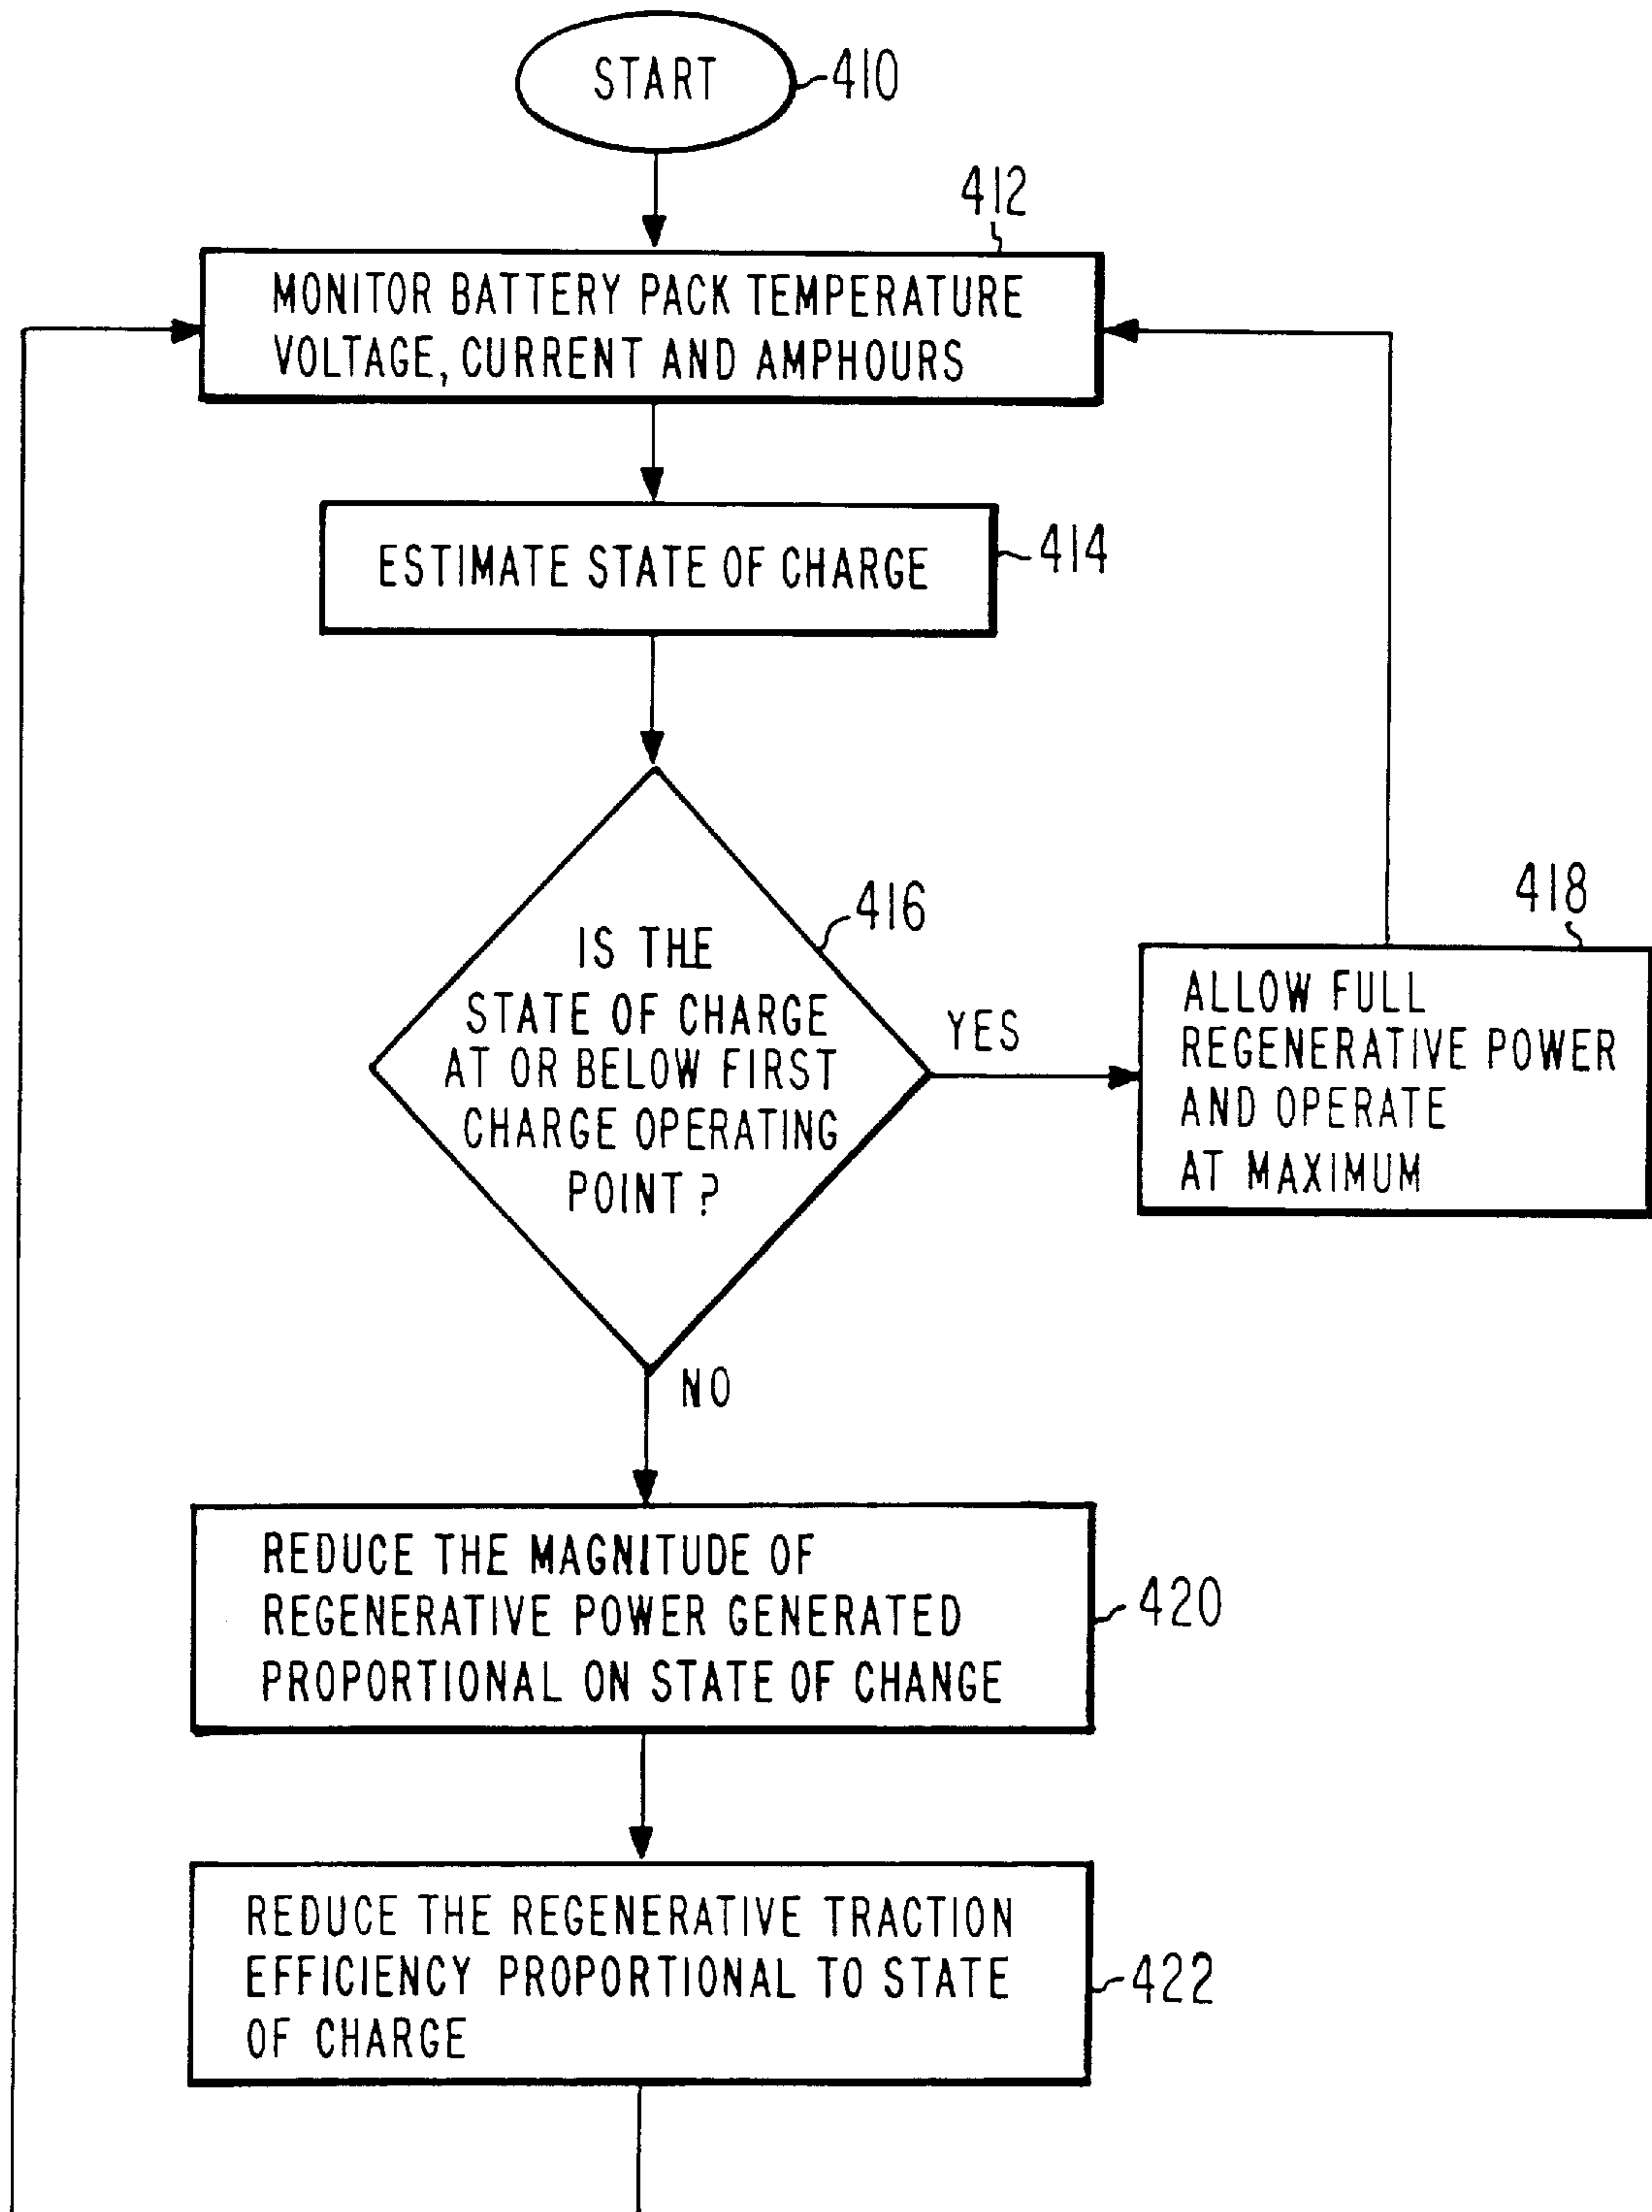 START
410
412
MONITOR BATTERY PACK TEMPERATURE
VOLTAGE, CURRENT AND AMPHOURS
ESTIMATE STATE OF CHARGE
414
416
IS THE
STATE OF CHARGE
AT OR BELOW FIRST
CHARGE OPERATING
POINT ?
YES
418
ALLOW FULL
REGENERATIVE POWER
AND OPERATE
AT MAXIMUM
NO
REDUCE THE MAGNITUDE OF
REGENERATIVE POWER GENERATED
PROPORTIONAL ON STATE OF CHANGE
420
REDUCE THE REGENERATIVE TRACTION
EFFICIENCY PROPORTIONAL TO STATE
OF CHARGE
422